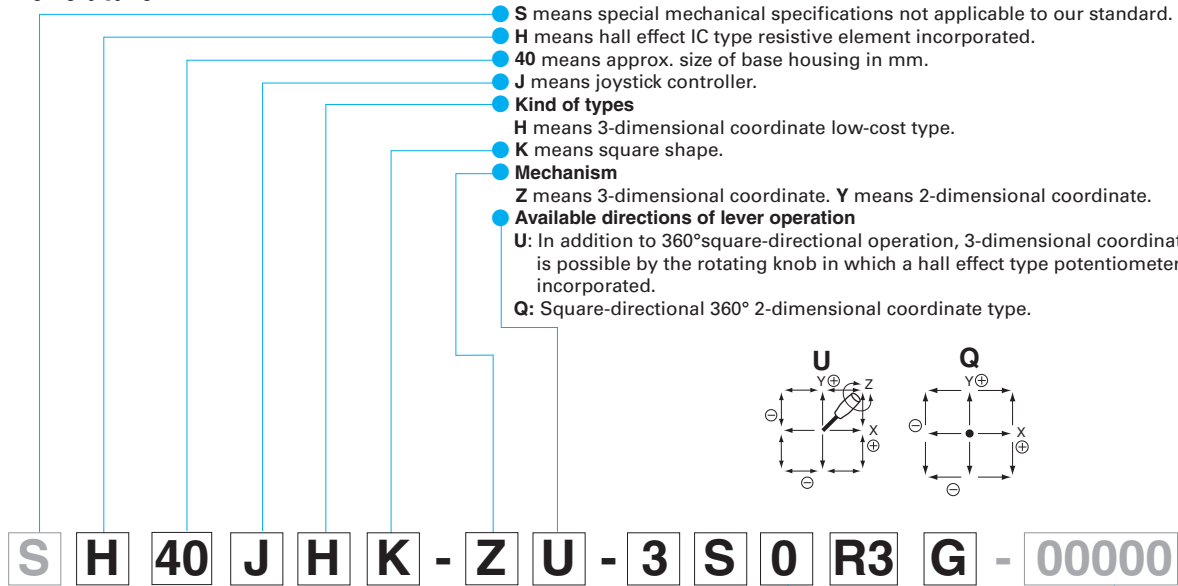 S means special mechanical specifications not applicable to our standard.
H means hall effect IC type resistive element incorporated.
40 means approx. size of base housing in mm.
J means joystick controller.
Kind of types
H means 3-dimensional coordinate low-cost type.
K means square shape.
Mechanism
Z means 3-dimensional coordinate. Y means 2-dimensional coordinate.
Available directions of lever operation
U: In addition to 360°square-directional operation, 3-dimensional
is possible by the rotating knob in which a hall effect type potentiometer
incorporated.
Q: Square-directional 360° 2-dimensional coordinate type.
U Q
Y⊕ Z Y⊕
⊖ X ⊖ X
⊕ ⊕
⊖ ⊖
S H 40 J H K - Z U - 3 S 0 R3 G - 00000